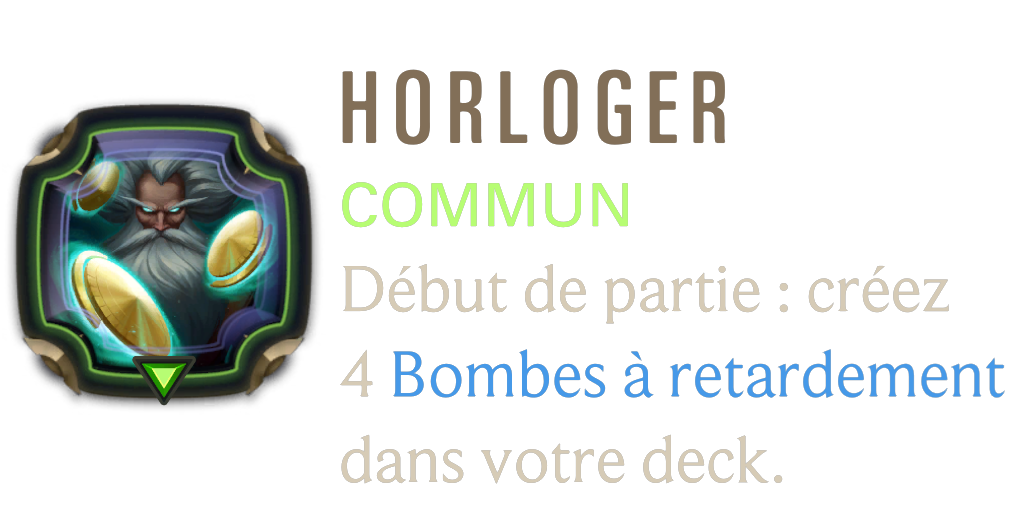 HORLOGER
COMMUN
Début de partie : créez
4 Bombes à retardement
dans votre deck.